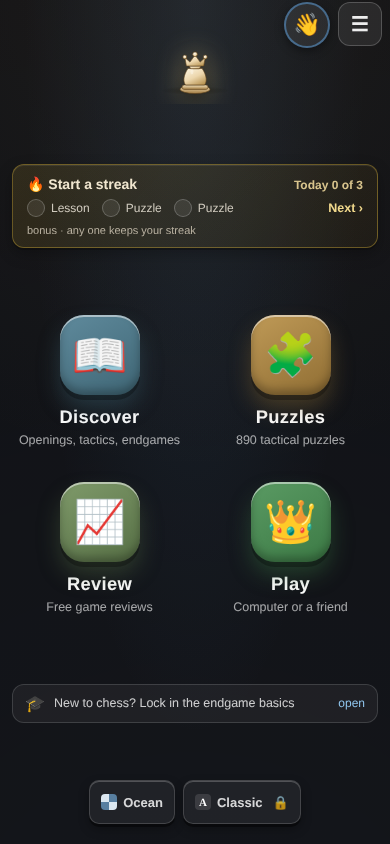 🔥 Start a streak
Today 0 of 3
Lesson Puzzle Puzzle
Next ›
bonus · any one keeps your streak
Discover
Openings, tactics, endgames
Puzzles
890 tactical puzzles
Review
Free game reviews
Play
Computer or a friend
New to chess? Lock in the endgame basics
open
Ocean
A Classic